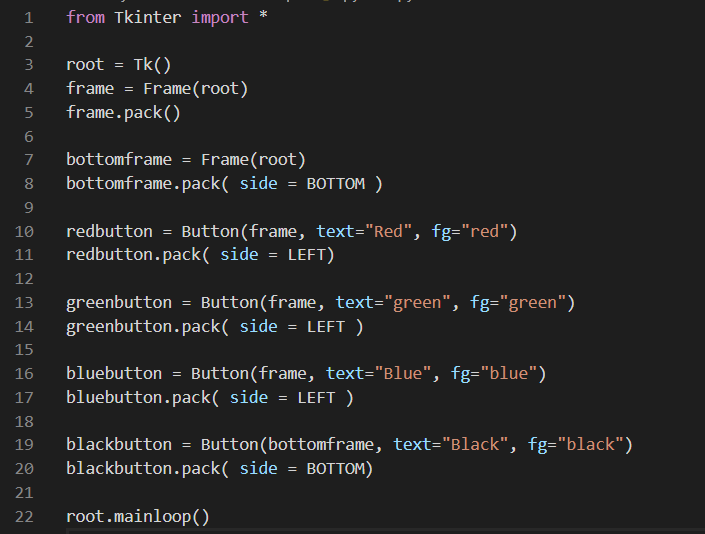 1 from Tkinter import *
2
3 root = Tk()
4 frame = Frame(root)
5 frame.pack()
6
7 bottomframe = Frame(root)
8 bottomframe.pack( side = BOTTOM )
9
10 redbutton = Button(frame, text="Red", fg="red")
11 redbutton.pack( side = LEFT)
12
13 greenbutton = Button(frame, text="green", fg="green")
14 greenbutton.pack( side = LEFT )
15
16 bluebutton = Button(frame, text="Blue", fg="blue")
17 bluebutton.pack( side = LEFT )
18
19 blackbutton = Button(bottomframe, text="Black", fg="black")
20 blackbutton.pack( side = BOTTOM)
21
22 root.mainloop()